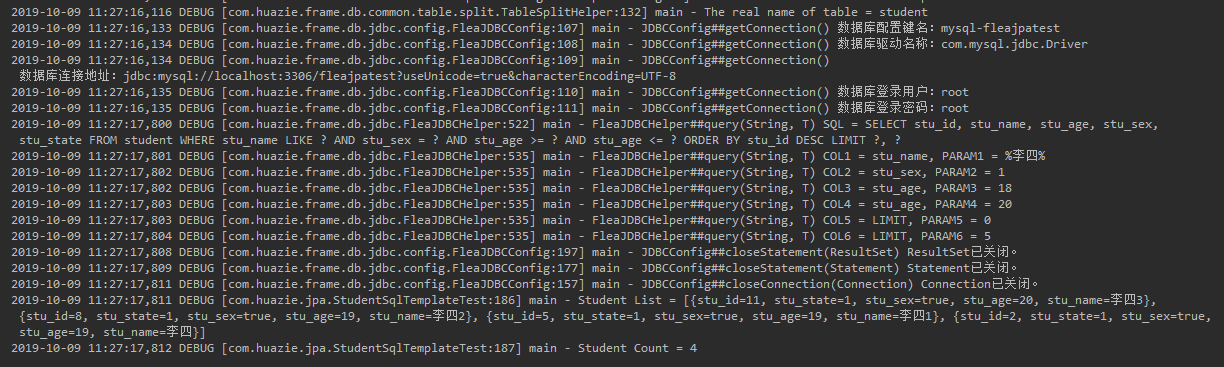 2019-10-09 11:27:16,116 DEBUG [com.huazie.frame.db.common.table.split.TableSplitHelper:132] main - The real name of table = student
2019-10-09 11:27:16,133 DEBUG [com.huazie.frame.db.jdbc.config.FleaJDBCConfig:107] main - JDBCConfig##getConnection() 数据库配置键名：mysql-fleajpatest
2019-10-09 11:27:16,134 DEBUG [com.huazie.frame.db.jdbc.config.FleaJDBCConfig:108] main - JDBCConfig##getConnection() 数据库驱动名称：com.mysql.jdbc.Driver
2019-10-09 11:27:16,134 DEBUG [com.huazie.frame.db.jdbc.config.FleaJDBCConfig:109] main - JDBCConfig##getConnection()
数据库连接地址：jdbc:mysql://localhost:3306/fleajpatest?useUnicode=true&characterEncoding=UTF-8
2019-10-09 11:27:16,135 DEBUG [com.huazie.frame.db.jdbc.config.FleaJDBCConfig:110] main - JDBCConfig##getConnection() 数据库登录用户：root
2019-10-09 11:27:16,135 DEBUG [com.huazie.frame.db.jdbc.config.FleaJDBCConfig:111] main - JDBCConfig##getConnection() 数据库登录密码：root
2019-10-09 11:27:17,800 DEBUG [com.huazie.frame.db.jdbc.FleaJDBCHelper:522] main - FleaJDBCHelper##query(String, T) SQL = SELECT stu_id, stu_name, stu_age, stu_sex,
stu_state FROM student WHERE stu_name LIKE ? AND stu_sex = ? AND stu_age >= ? AND stu_age <= ? ORDER BY stu_id DESC LIMIT ?, ?
2019-10-09 11:27:17,801 DEBUG [com.huazie.frame.db.jdbc.FleaJDBCHelper:535] main - FleaJDBCHelper##query(String, T) COL1 = stu_name, PARAM1 = %李四%
2019-10-09 11:27:17,802 DEBUG [com.huazie.frame.db.jdbc.FleaJDBCHelper:535] main - FleaJDBCHelper##query(String, T) COL2 = stu_sex, PARAM2 = 1
2019-10-09 11:27:17,802 DEBUG [com.huazie.frame.db.jdbc.FleaJDBCHelper:535] main - FleaJDBCHelper##query(String, T) COL3 = stu_age, PARAM3 = 18
2019-10-09 11:27:17,803 DEBUG [com.huazie.frame.db.jdbc.FleaJDBCHelper:535] main - FleaJDBCHelper##query(String, T) COL4 = stu_age, PARAM4 = 20
2019-10-09 11:27:17,803 DEBUG [com.huazie.frame.db.jdbc.FleaJDBCHelper:535] main - FleaJDBCHelper##query(String, T) COL5 = LIMIT, PARAM5 = 0
2019-10-09 11:27:17,804 DEBUG [com.huazie.frame.db.jdbc.FleaJDBCHelper:535] main - FleaJDBCHelper##query(String, T) COL6 = LIMIT, PARAM6 = 5
2019-10-09 11:27:17,808 DEBUG [com.huazie.frame.db.jdbc.config.FleaJDBCConfig:197] main - JDBCConfig##closeStatement(ResultSet) ResultSet已关闭。
2019-10-09 11:27:17,809 DEBUG [com.huazie.frame.db.jdbc.config.FleaJDBCConfig:177] main - JDBCConfig##closeStatement(Statement) Statement已关闭。
2019-10-09 11:27:17,811 DEBUG [com.huazie.frame.db.jdbc.config.FleaJDBCConfig:157] main - JDBCConfig##closeConnection(Connection) Connection已关闭。
2019-10-09 11:27:17,811 DEBUG [com.huazie.jpa.StudentSqlTemplateTest:186] main - Student List = [{stu_id=11, stu_state=1, stu_sex=true, stu_age=20, stu_name=李四3},
{stu_id=8, stu_state=1, stu_sex=true, stu_age=19, stu_name=李四2}, {stu_id=5, stu_state=1, stu_sex=true, stu_age=19, stu_name=李四1}, {stu_id=2, stu_state=1, stu_sex=true,
stu_age=19, stu_name=李四}]
2019-10-09 11:27:17,812 DEBUG [com.huazie.jpa.StudentSqlTemplateTest:187] main - Student Count = 4